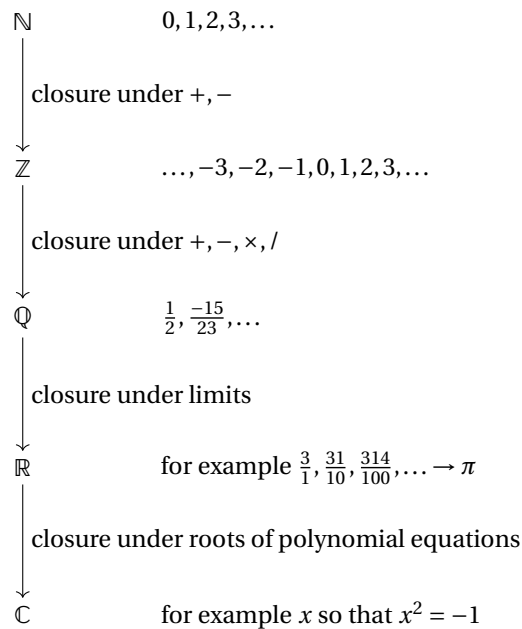 ℕ 0,1,2,3,...
closure under +,−
ℤ ...,−3,−2,−1,0,1,2,3,...
closure under +,−,×,/
ℚ 1/2, −15/23,...
closure under limits
ℝ for example 3/1, 31/10, 314/100,... → π
closure under roots of polynomial equations
ℂ for example x so that x² = −1